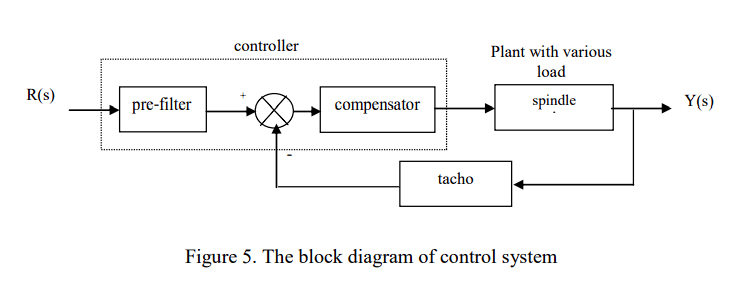 controller
Plant with various
load
R(s)
pre-filter
+
compensator
spindle
Y(s)
-
tacho
Figure 5. The block diagram of control system